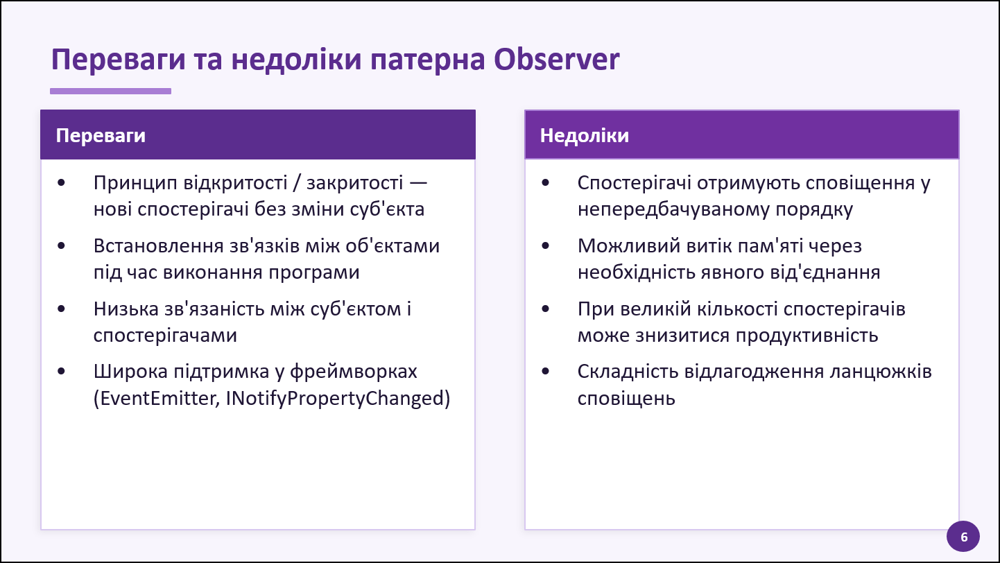 Переваги та недоліки патерна Observer
Переваги
• Принцип відкритості / закритості —
нові спостерігачі без зміни суб'єкта
• Встановлення зв'язків між об'єктами
під час виконання програми
• Низька зв'язаність між суб'єктом і
спостерігачами
• Широка підтримка у фреймворках
(EventEmitter, INotifyPropertyChanged)
Недоліки
• Спостерігачі отримують сповіщення у
непередбачуваному порядку
• Можливий витік пам'яті через
необхідність явного від'єднання
• При великій кількості спостерігачів
може знизитися продуктивність
• Складність відлагодження ланцюжків
сповіщень
6